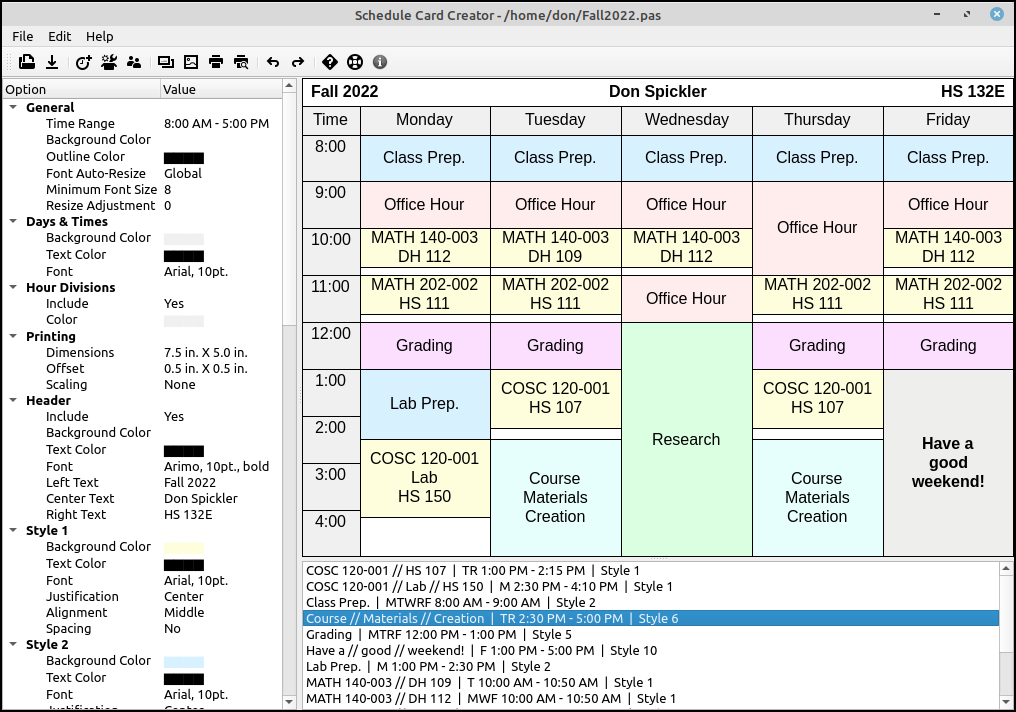 Schedule Card Creator - /home/don/Fall2022.pas
File Edit Help
Option Value
General
Time Range 8:00 AM - 5:00 PM
Background Color
Outline Color
Font Auto-Resize Global
Minimum Font Size 8
Resize Adjustment 0
Days & Times
Background Color
Text Color
Font Arial, 10pt.
Hour Divisions
Include Yes
Color
Printing
Dimensions 7.5 in. X 5.0 in.
Offset 0.5 in. X 0.5 in.
Scaling None
Header
Include Yes
Background Color
Text Color
Font Arimo, 10pt., bold
Left Text Fall 2022
Center Text Don Spickler
Right Text HS 132E
Style 1
Background Color
Text Color
Font Arial, 10pt.
Justification Center
Alignment Middle
Spacing No
Style 2
Background Color
Text Color
Font Arial, 10pt.
Justification Center
Fall 2022 Don Spickler HS 132E
Time Monday Tuesday Wednesday Thursday Friday
8:00 Class Prep. Class Prep. Class Prep. Class Prep. Class Prep.
9:00 Office Hour Office Hour Office Hour Office Hour Office Hour
10:00 MATH 140-003 MATH 140-003 MATH 140-003 MATH 140-003
DH 112 DH 109 DH 112 DH 112
11:00 MATH 202-002 MATH 202-002 Office Hour MATH 202-002 MATH 202-002
HS 111 HS 111 HS 111 HS 111
12:00 Grading Grading Grading Grading
1:00 Lab Prep. COSC 120-001 COSC 120-001
HS 107 HS 107
2:00 Research Have a
good
weekend!
3:00 COSC 120-001
Lab
HS 150
Course Course
Materials Materials
Creation Creation
4:00
COSC 120-001 // HS 107 | TR 1:00 PM - 2:15 PM | Style 1
COSC 120-001 // Lab // HS 150 | M 2:30 PM - 4:10 PM | Style 1
Class Prep. | MTWRF 8:00 AM - 9:00 AM | Style 2
Course // Materials // Creation | TR 2:30 PM - 5:00 PM | Style 6
Grading | MTRF 12:00 PM - 1:00 PM | Style 5
Have a // good // weekend! | F 1:00 PM - 5:00 PM | Style 10
Lab Prep. | M 1:00 PM - 2:30 PM | Style 2
MATH 140-003 // DH 109 | T 10:00 AM - 10:50 AM | Style 1
MATH 140-003 // DH 112 | MWF 10:00 AM - 10:50 AM | Style 1